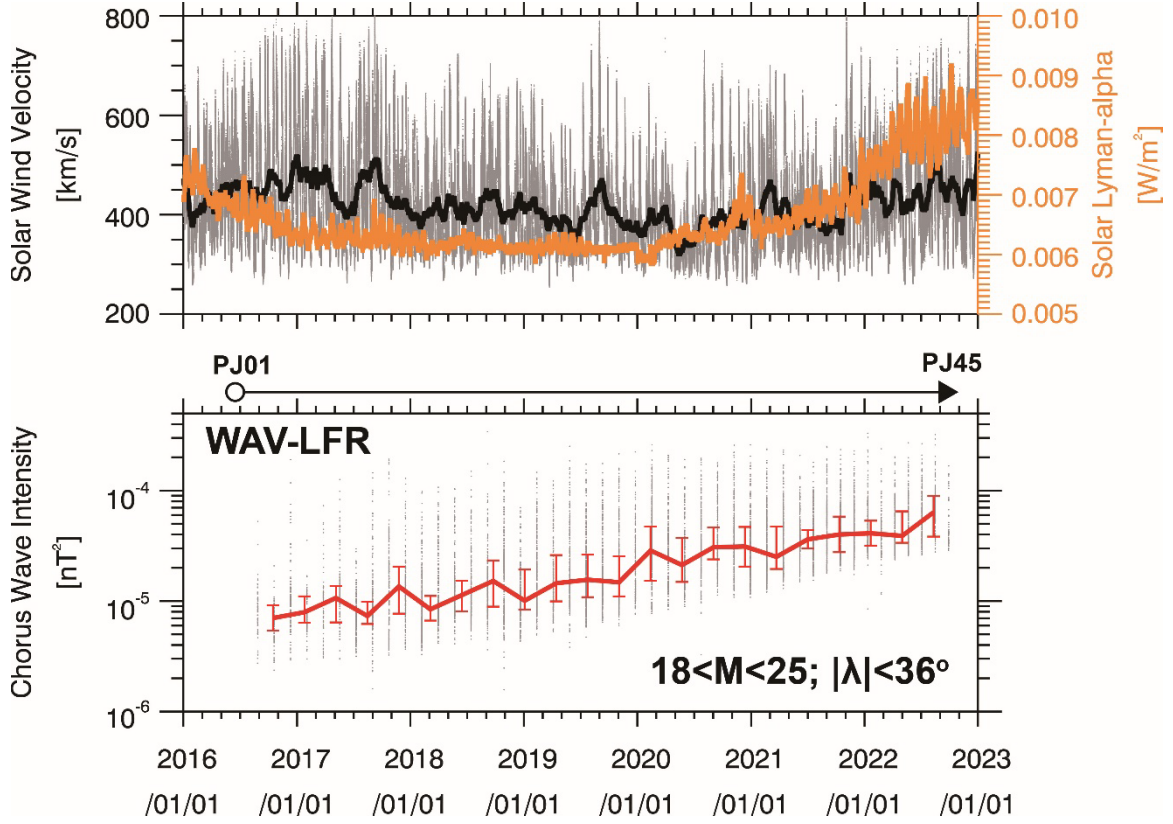 Solar Wind Velocity
[km/s]
800
600
400
200
0.010
0.009
0.008
0.007
0.006
0.005
Solar Lyman-alpha
[W/m²]
PJ01
PJ45
Chorus Wave Intensity
[nT²]
10⁻⁴
10⁻⁵
10⁻⁶
WAV-LFR
18<M<25; |λ|<36°
2016 2017 2018 2019 2020 2021 2022 2023
/01/01 /01/01 /01/01 /01/01 /01/01 /01/01 /01/01 /01/01